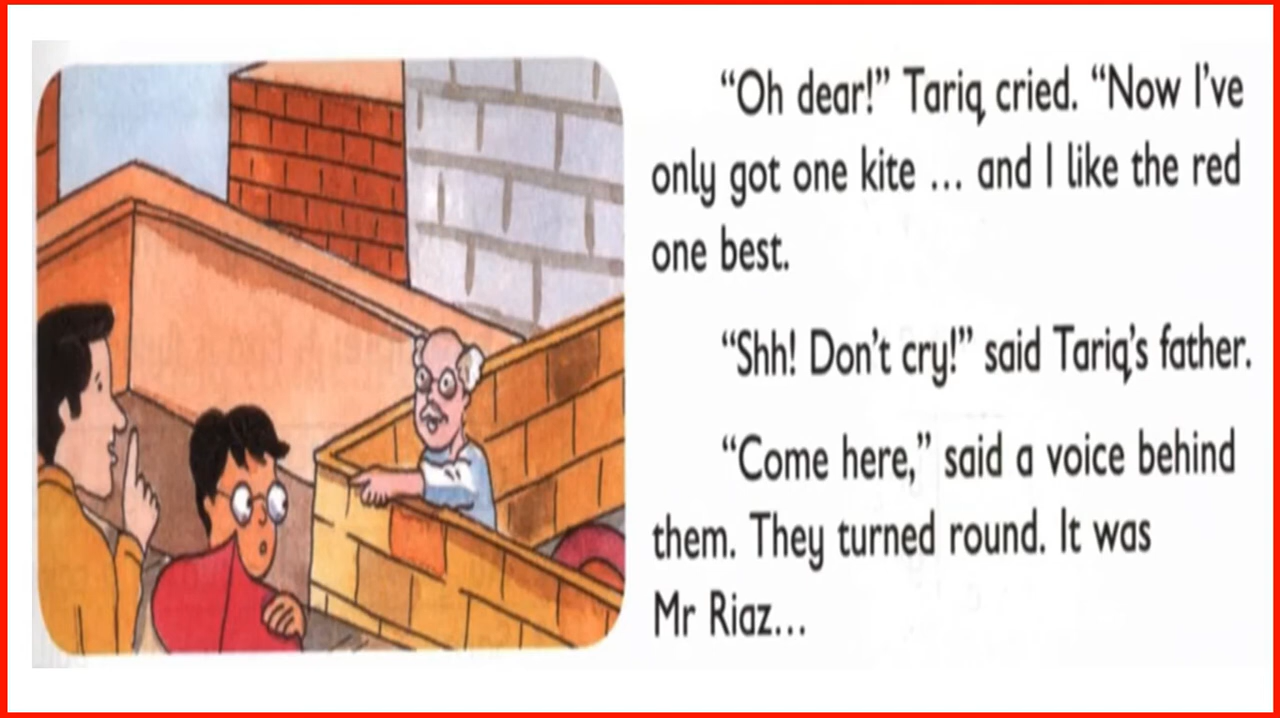 “Oh dear!” Tariq cried. “Now I’ve
only got one kite ... and I like the red
one best.
“Shh! Don’t cry!” said Tariq’s father.
“Come here,” said a voice behind
them. They turned round. It was
Mr Riaz...